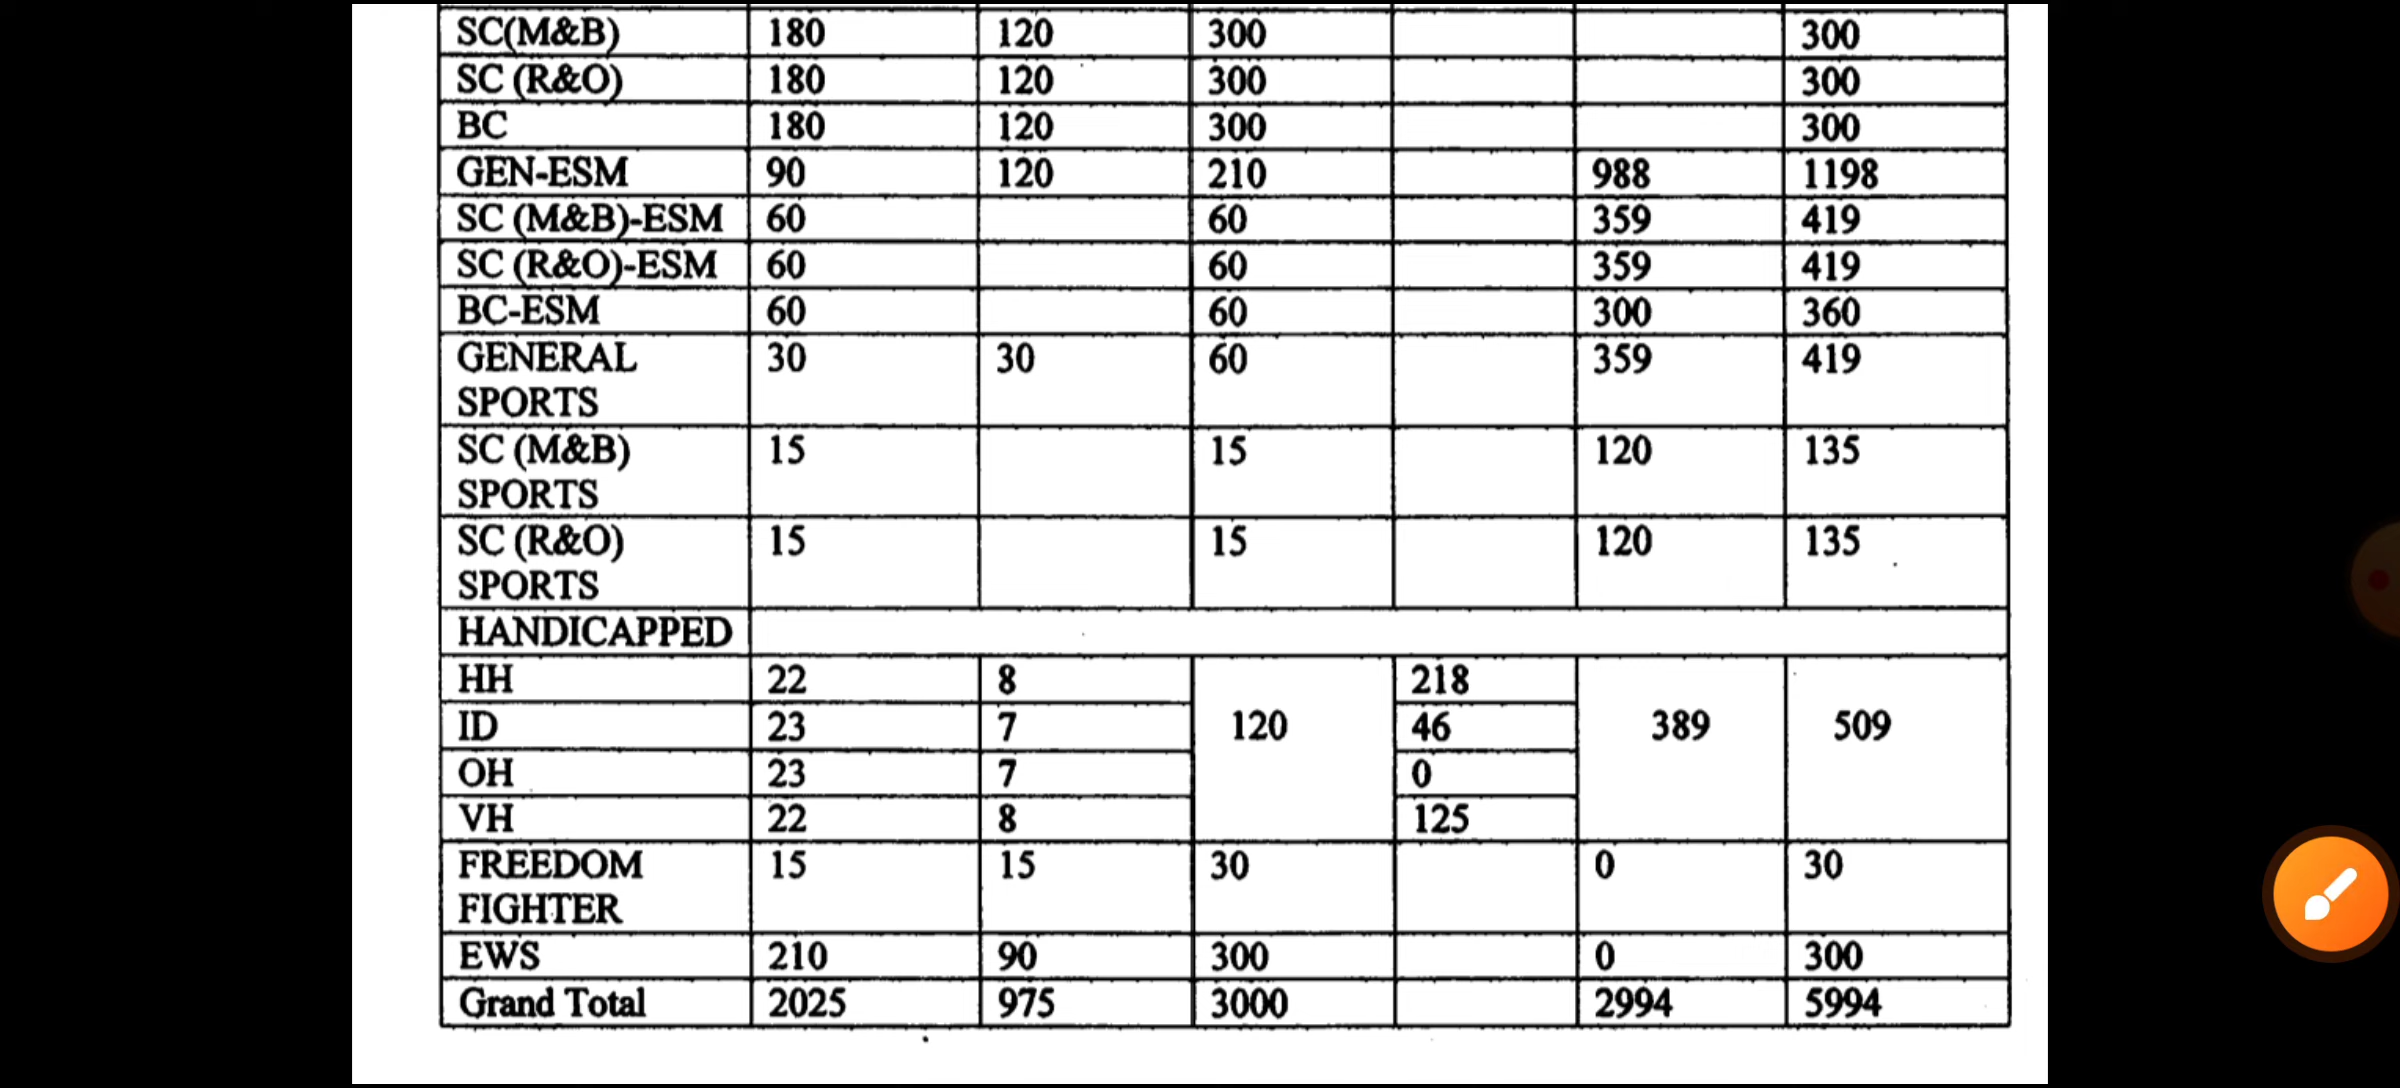 SC(M&B) 180 120 300 300
SC (R&O) 180 120 300 300
BC 180 120 300 300
GEN-ESM 90 120 210 988 1198
SC (M&B)-ESM 60 60 359 419
SC (R&O)-ESM 60 60 359 419
BC-ESM 60 60 300 360
GENERAL 30 30 60 359 419
SPORTS
SC (M&B) 15 15 120 135
SPORTS
SC (R&O) 15 15 120 135
SPORTS
HANDICAPPED
HH 22 8 218
ID 23 7 120 46 389 509
OH 23 7 0
VH 22 8 125
FREEDOM 15 15 30 0 30
FIGHTER
EWS 210 90 300 0 300
Grand Total 2025 975 3000 2994 5994